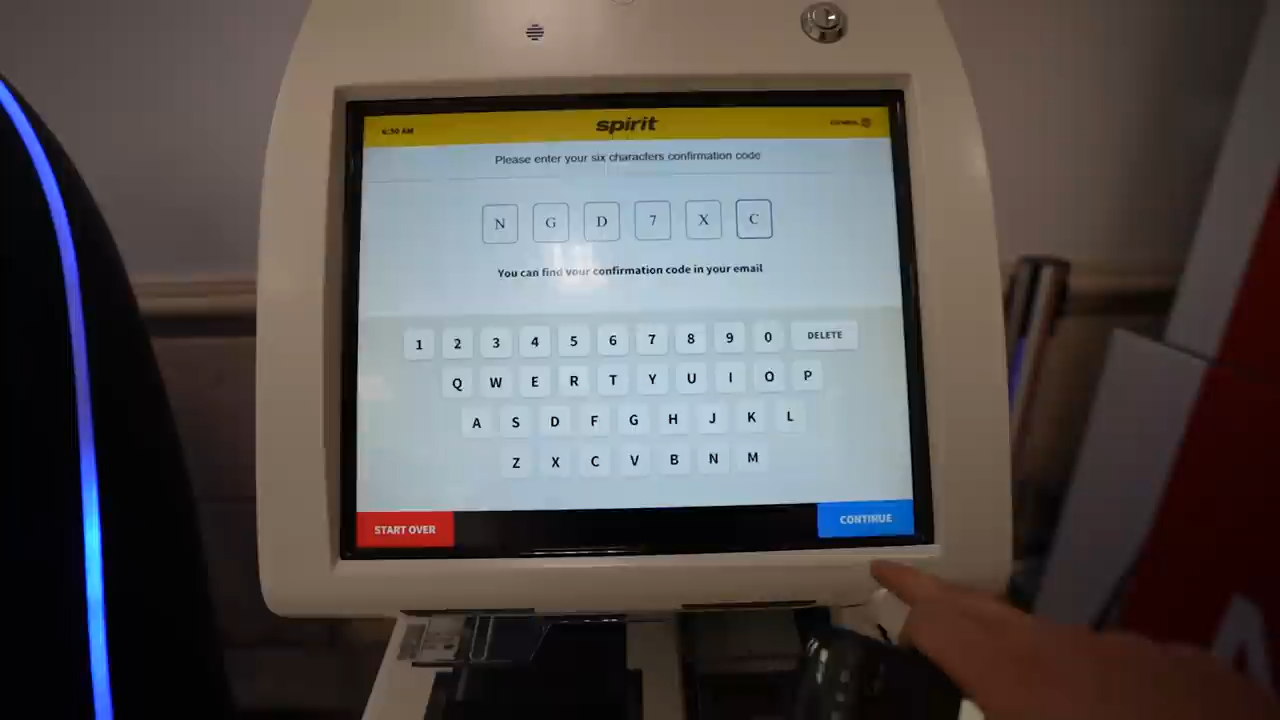 6:30 AM
spirit
ESPAÑOL
Please enter your six characters confirmation code
N G D 7 X C
You can find your confirmation code in your email
1 2 3 4 5 6 7 8 9 0 DELETE
Q W E R T Y U I O P
A S D F G H J K L
Z X C V B N M
START OVER
CONTINUE